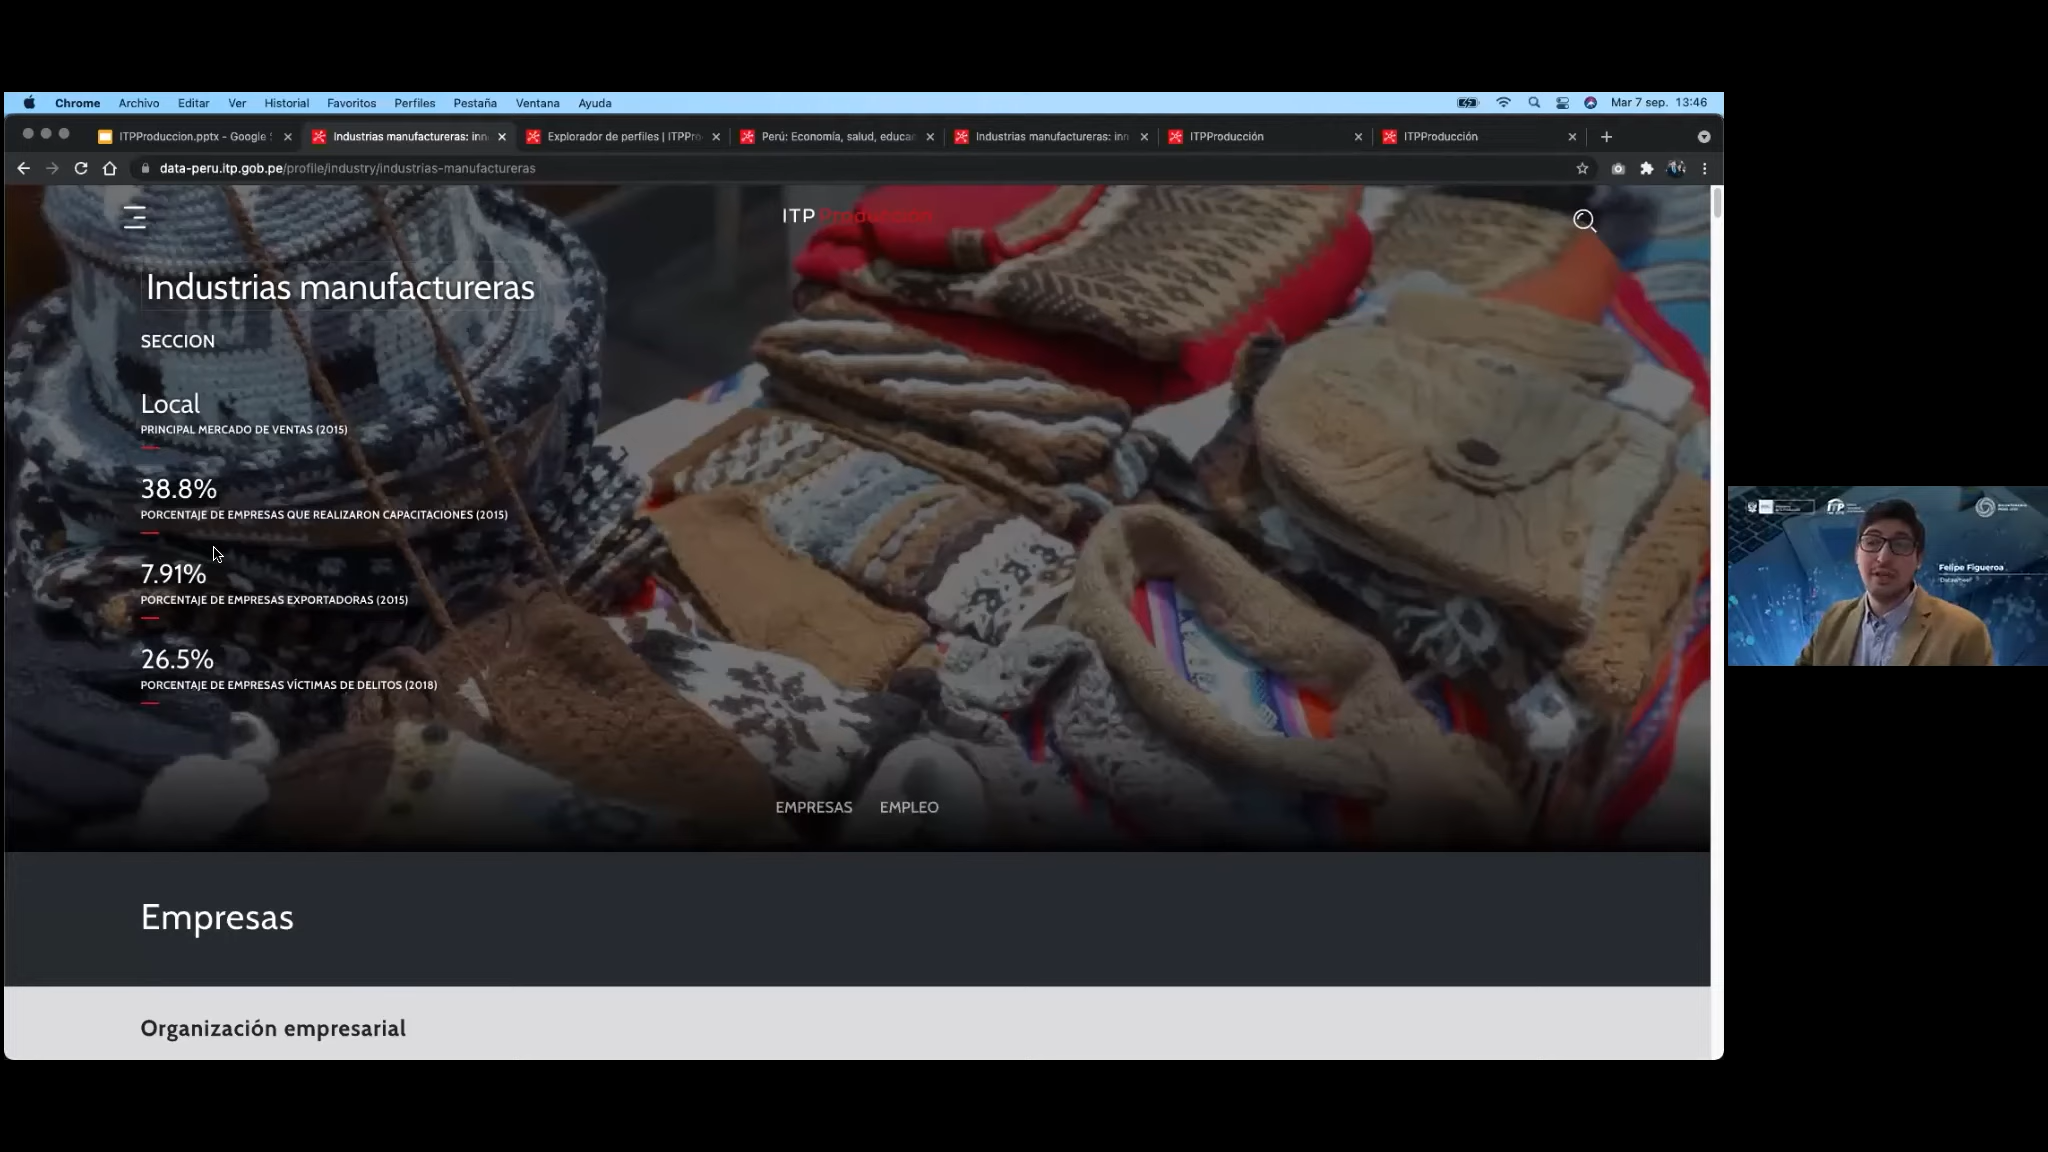 Chrome Archivo Editar Ver Historial Favoritos Perfiles Pestaña Ventana Ayuda Mar 7 sep. 13:46
ITPProduccion.pptx - Google Industrias manufactureras: inn Explorador de perfiles | ITPPro Perú: Economía, salud, educa Industrias manufactureras: inn ITPProducción ITPProducción
data-peru.itp.gob.pe/profile/industry/industrias-manufactureras
ITP Producción
Industrias manufactureras
SECCION
Local
PRINCIPAL MERCADO DE VENTAS (2015)
38.8%
PORCENTAJE DE EMPRESAS QUE REALIZARON CAPACITACIONES (2015)
7.91%
PORCENTAJE DE EMPRESAS EXPORTADORAS (2015)
26.5%
PORCENTAJE DE EMPRESAS VÍCTIMAS DE DELITOS (2018)
EMPRESAS EMPLEO
Empresas
Organización empresarial
itp
Felipe Figueroa
Datawheel